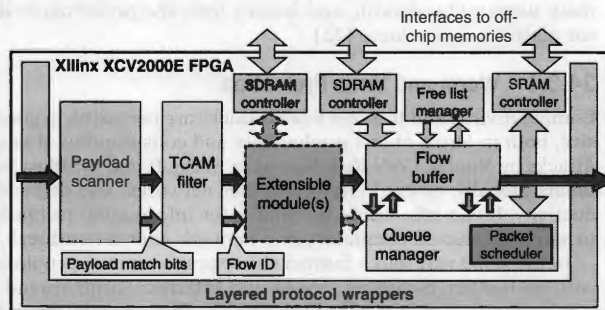 Interfaces to off-
chip memories
Xilinx XCV2000E FPGA
SDRAM
controller
SDRAM
controller
Free list
manager
SRAM
controller
Payload
scanner
TCAM
filter
Extensible
module(s)
Flow
buffer
Queue
manager
Packet
scheduler
Payload match bits
Flow ID
Layered protocol wrappers